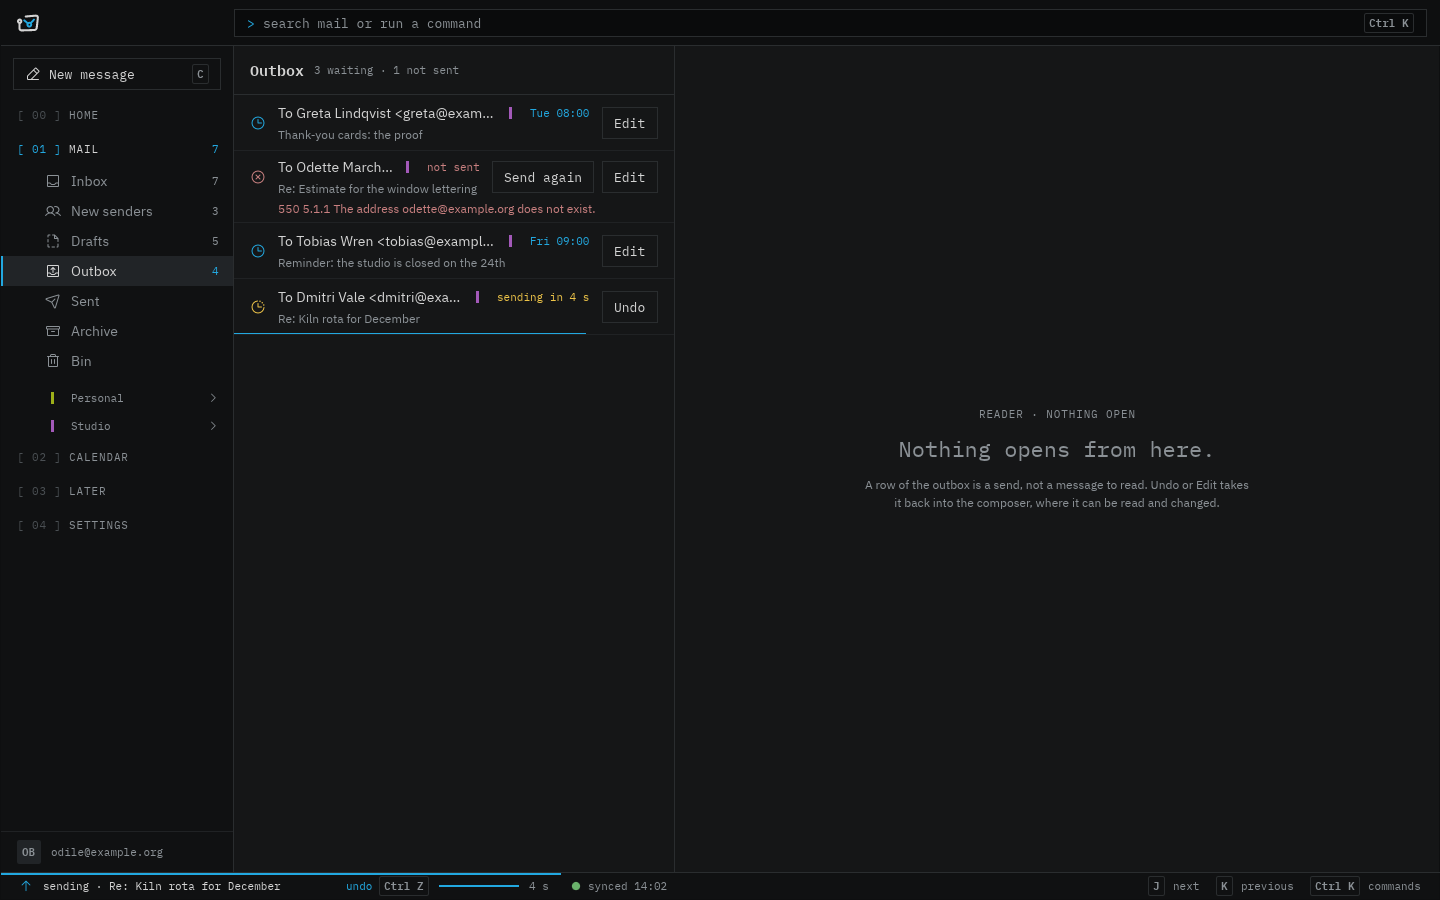 > search mail or run a command Ctrl K
New message C
[ 00 ] HOME
[ 01 ] MAIL 7
Inbox 7
New senders 3
Drafts 5
Outbox 4
Sent
Archive
Bin
Personal
Studio
[ 02 ] CALENDAR
[ 03 ] LATER
[ 04 ] SETTINGS
OB odile@example.org
Outbox 3 waiting · 1 not sent
To Greta Lindqvist <greta@exam... Tue 08:00
Thank-you cards: the proof
Edit
To Odette March... not sent
Re: Estimate for the window lettering
Send again Edit
550 5.1.1 The address odette@example.org does not exist.
To Tobias Wren <tobias@exampl... Fri 09:00
Reminder: the studio is closed on the 24th
Edit
To Dmitri Vale <dmitri@exa... sending in 4 s
Re: Kiln rota for December
Undo
READER · NOTHING OPEN
Nothing opens from here.
A row of the outbox is a send, not a message to read. Undo or Edit takes
it back into the composer, where it can be read and changed.
sending · Re: Kiln rota for December undo Ctrl Z 4 s synced 14:02 J next K previous Ctrl K commands